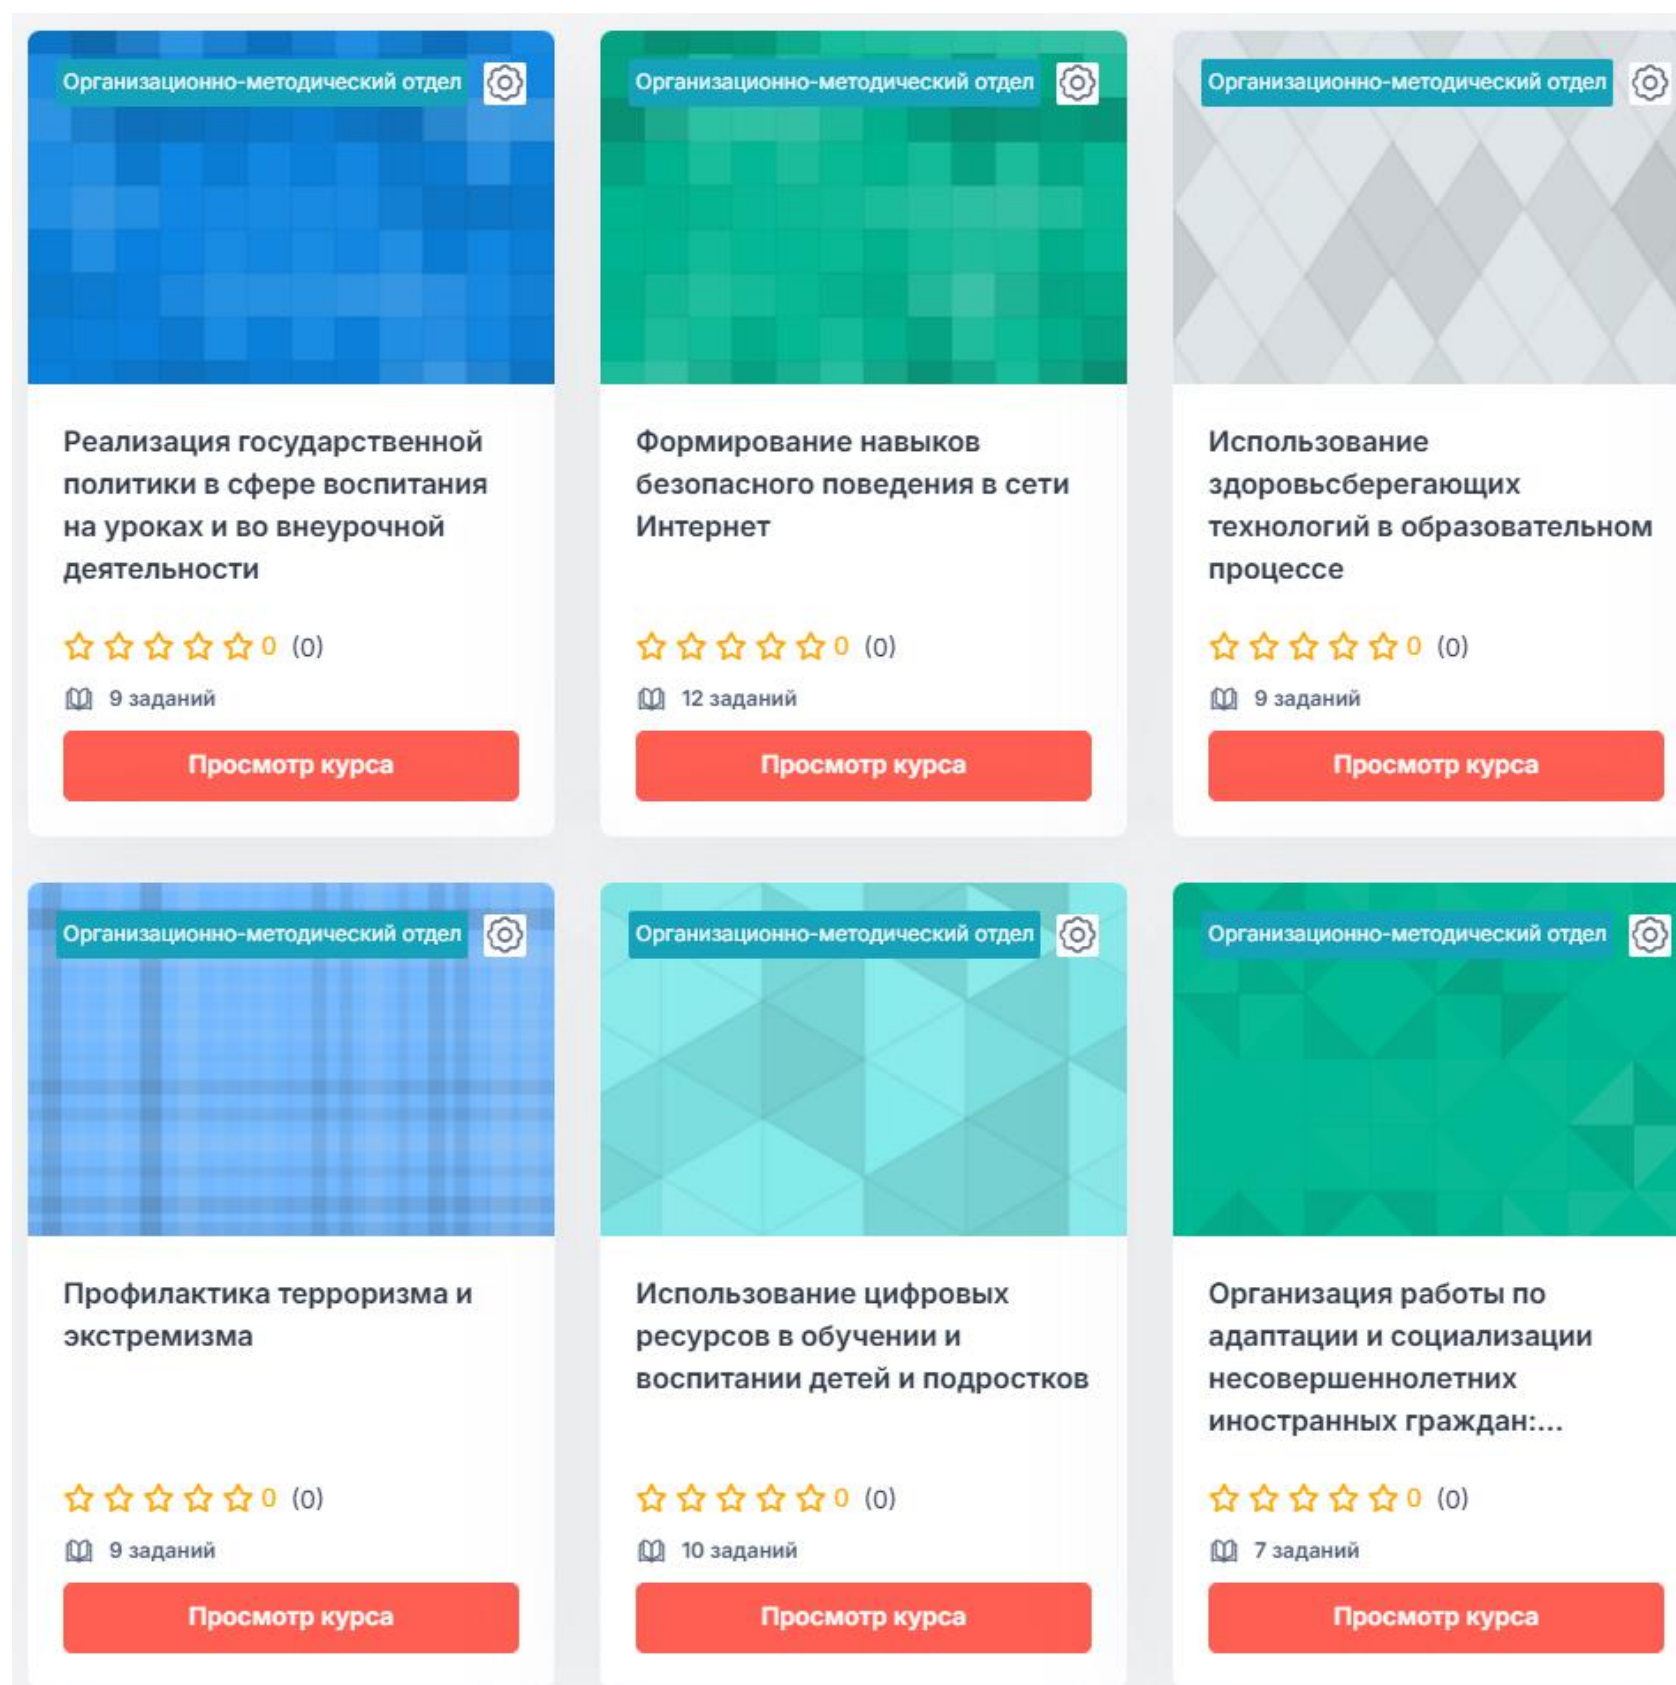 Организационно-методический отдел
Реализация государственной
политики в сфере воспитания
на уроках и во внеурочной
деятельности
0 (0)
9 заданий
Просмотр курса
Организационно-методический отдел
Формирование навыков
безопасного поведения в сети
Интернет
0 (0)
12 заданий
Просмотр курса
Организационно-методический отдел
Использование
здоровьсберегающих
технологий в образовательном
процессе
0 (0)
9 заданий
Просмотр курса
Организационно-методический отдел
Профилактика терроризма и
экстремизма
0 (0)
9 заданий
Просмотр курса
Организационно-методический отдел
Использование цифровых
ресурсов в обучении и
воспитании детей и подростков
0 (0)
10 заданий
Просмотр курса
Организационно-методический отдел
Организация работы по
адаптации и социализации
несовершеннолетних
иностранных граждан:...
0 (0)
7 заданий
Просмотр курса